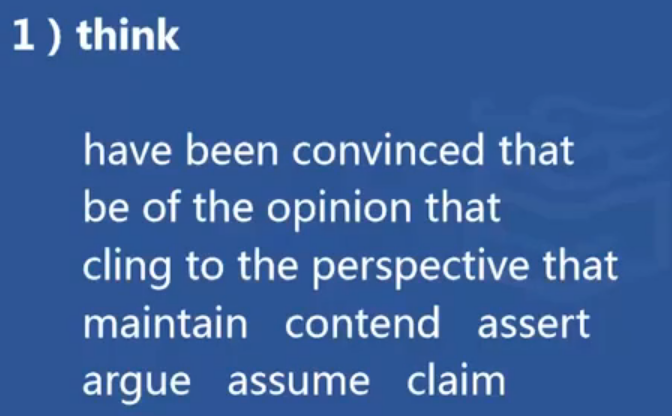 1 ) think
have been convinced that
be of the opinion that
cling to the perspective that
maintain contend assert
argue assume claim